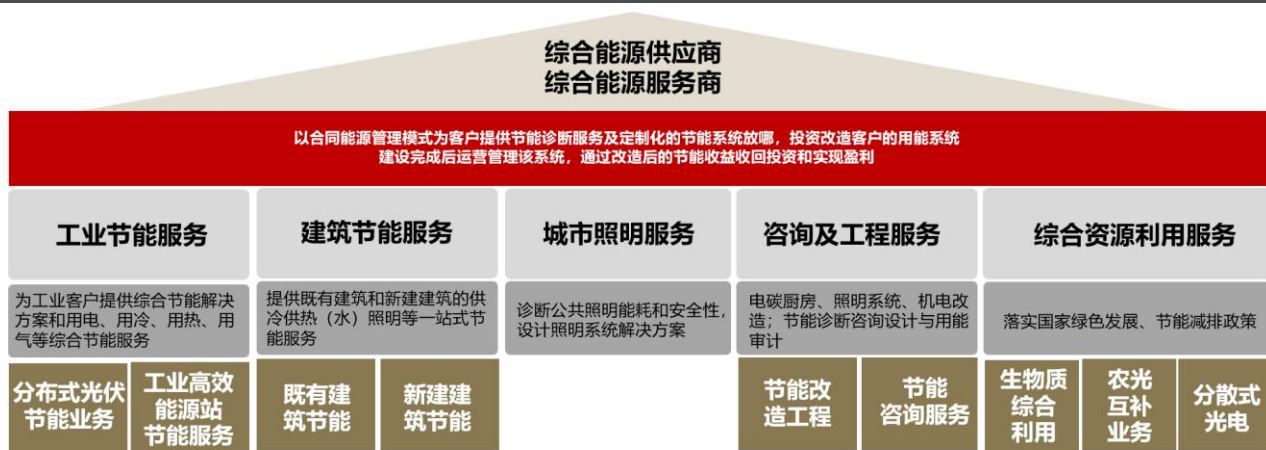 综合能源供应商
综合能源服务商
以合同能源管理模式为客户提供节能诊断服务及定制化的节能系统放哪，投资改造客户的用能系统
建设完成后运营管理该系统，通过改造后的节能收益收回投资和实现盈利
工业节能服务
建筑节能服务
城市照明服务
咨询及工程服务
综合资源利用服务
为工业客户提供综合节能解决
方案和用电、用冷、用热、用
气等综合节能服务
提供既有建筑和新建建筑的供
冷供热（水）照明等一站式节
能服务
诊断公共照明能耗和安全性，
设计照明系统解决方案
电碳厨房、照明系统、机电改
造；节能诊断咨询设计与用能
审计
落实国家绿色发展、节能减排政策
分布式光伏
节能业务
工业高效
能源站
节能服务
既有建
筑节能
新建建
筑节能
节能改
造工程
节能
咨询服务
生物质
综合
利用
农光
互补
业务
分散式
光电